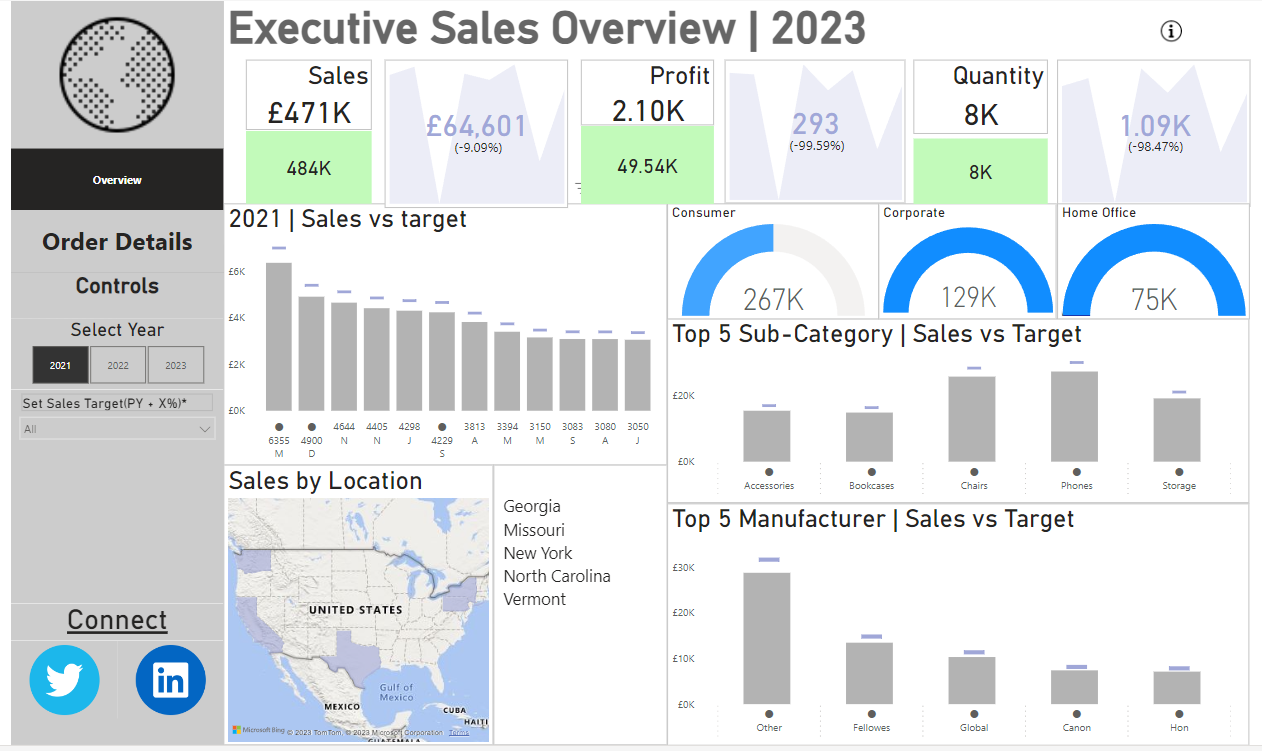 Executive Sales Overview | 2023
Overview
Order Details
Controls
Select Year
2021 2022 2023
Set Sales Target(PY + X%)*
All
Connect
Sales
£471K
484K
£64,601
(-9.09%)
Profit
2.10K
49.54K
293
(-99.59%)
Quantity
8K
8K
1.09K
(-98.47%)
2021 | Sales vs target
£6K
£4K
£2K
£0K
6355 4900 4644 4405 4298 4229 3813 3394 3150 3083 3080 3050
M D N N J S A M M S A J
Consumer
267K
Corporate
129K
Home Office
75K
Top 5 Sub-Category | Sales vs Target
£20K
£0K
Accessories Bookcases Chairs Phones Storage
Sales by Location
UNITED STATES
Gulf of
Mexico
MEXICO
CUBA
HAITI
GUATEMALA
Microsoft Bing
© 2023 TomTom, © 2023 Microsoft Corporation Terms
Georgia
Missouri
New York
North Carolina
Vermont
Top 5 Manufacturer | Sales vs Target
£30K
£20K
£10K
£0K
Other Fellowes Global Canon Hon
in